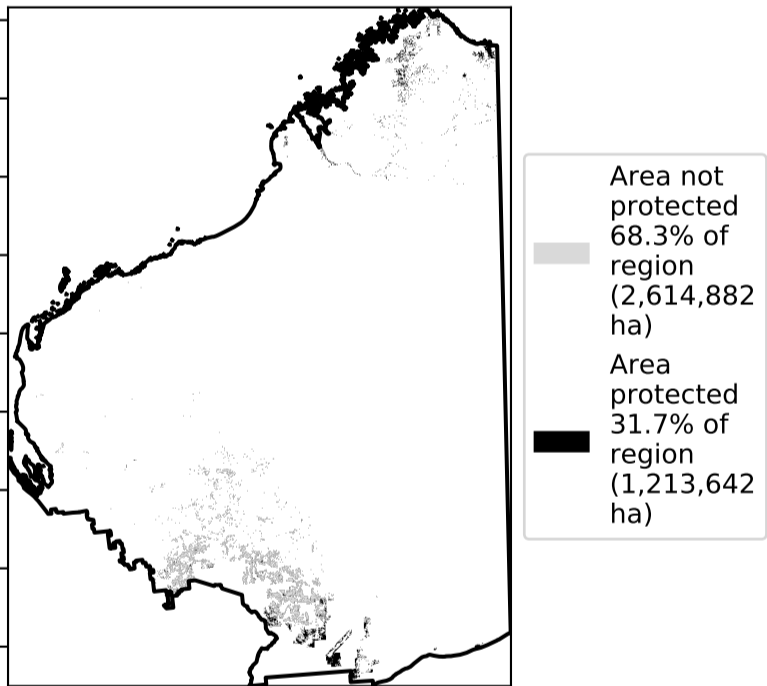 Area not
protected
68.3% of
region
(2,614,882
ha)
Area
protected
31.7% of
region
(1,213,642
ha)